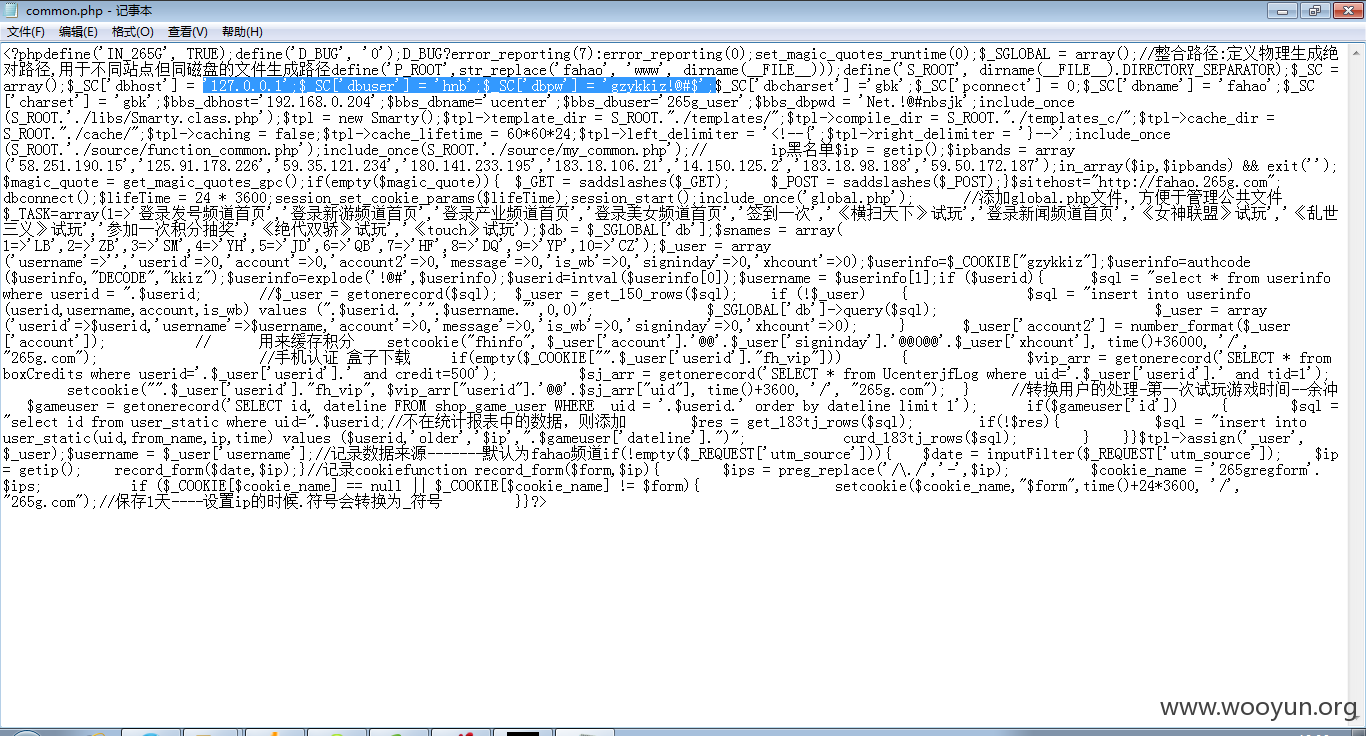 common.php - 记事本
文件(F) 编辑(E) 格式(O) 查看(V) 帮助(H)
<?phpdefine('IN_265G', TRUE);define('D_BUG', '0');D_BUG?error_reporting(7):error_reporting(0);set_magic_quotes_runtime(0);$_SGLOBAL = array();//整合路径:定义物理生成绝
对路径,用于不同站点但同磁盘的文件生成路径define('P_ROOT',str_replace('fahao', 'www', dirname(__FILE__)));define('S_ROOT', dirname(__FILE__).DIRECTORY_SEPARATOR);$_SC =
array();$_SC['dbhost'] = '127.0.0.1';$_SC['dbuser'] = 'hnb';$_SC['dbpw'] = 'gzykkiz!@#$';$_SC['dbcharset'] ='gbk';$_SC['pconnect'] = 0;$_SC['dbname'] = 'fahao';$_SC
['charset'] = 'gbk';$bbs_dbhost='192.168.0.204';$bbs_dbname='ucenter';$bbs_dbuser='265g_user';$bbs_dbpwd = 'Net.!@#nbsjk';include_once
(S_ROOT.'./libs/Smarty.class.php');$tpl = new Smarty();$tpl->template_dir = S_ROOT."./templates/";$tpl->compile_dir = S_ROOT."./templates_c/";$tpl->cache_dir =
S_ROOT."./cache/";$tpl->caching = false;$tpl->cache_lifetime = 60*60*24;$tpl->left_delimiter = '<!--{';$tpl->right_delimiter = '}-->';include_once
(S_ROOT.'./source/function_common.php');include(S_ROOT.'./source/my_common.php');// ip黑名单$ip = getip();$ipbands = array
('58.251.190.15','125.91.178.226','59.35.121.234','180.141.233.195','183.18.106.21','14.150.125.2','183.18.98.188','59.50.172.187');in_array($ip,$ipbands) && exit('');
$magic_quote = get_magic_quotes_gpc();if(empty($magic_quote)){ $_GET = saddslashes($_GET); $_POST = saddslashes($_POST);}$sitehost="http://fahao.265g.com";
dbconnect();$lifeTime = 24 * 3600;session_set_cookie_params($lifeTime);session_start();include_once('global.php'); //添加global.php文件，方便于管理公共文件
$_TASK=array(1=>'登录发号频道首页','登录新游频道首页','登录产业频道首页','登录美女频道首页','签到一次','《横扫天下》试玩','登录新闻频道首页','《女神联盟》试玩','《乱世
三义》试玩','参加一次积分抽奖','《绝代双骄》试玩','《touch》试玩');$db = $_SGLOBAL['db'];$snames = array(
1=>'LB',2=>'ZB',3=>'SM',4=>'YH',5=>'JD',6=>'QB',7=>'HF',8=>'DQ',9=>'YP',10=>'CZ');$_user = array
('username'=>'','userid'=>0,'account'=>0,'account2'=>0,'message'=>0,'is_wb'=>0,'signinday'=>0,'xhcount'=>0);$userinfo=$_COOKIE["gzykkiz"];$userinfo=authcode
($userinfo,"DECODE","kkiz");$userinfo=explode('!@#',$userinfo);$userid=intval($userinfo[0]);$username = $userinfo[1];if ($userid){ $sql = "select * from userinfo
where userid = ".$userid; //$_user = getonerecord($sql); $_user = get_150_rows($sql); if (!$_user) { $sql = "insert into userinfo
(userid,username,account,is_wb) values (".$userid.",'".$username."',0,0)"; $_SGLOBAL['db']->query($sql); $_user = array
('userid'=>$userid,'username'=>$username,'account'=>0,'message'=>0,'is_wb'=>0,'signinday'=>0,'xhcount'=>0); } $_user['account2'] = number_format($_user
['account']); // 用来缓存积分 setcookie("fhinfo", $_user['account'].'@@'.$_user['signinday'].'@@0@@'.$_user['xhcount'], time()+36000, '/',
"265g.com"); //手机认证 盒子下载 if(empty($_COOKIE["".$_user['userid']."fh_vip"])) { $vip_arr = getonerecord('SELECT * from
boxCredits where userid='.$_user['userid'].' and credit=500'); $sj_arr = getonerecord('SELECT * from UcenterjfLog where uid='.$_user['userid'].' and tid=1');
setcookie("".$_user['userid']."fh_vip", $vip_arr["userid"].'@@'.$sj_arr["uid"], time()+3600, '/', "265g.com"); } //转换用户的处理-第一次试玩游戏时间--余冲
$gameuser = getonerecord('SELECT id, dateline FROM shop_game_user WHERE uid = '.$userid.' order by dateline limit 1'); if($gameuser['id']) { $sql =
"select id from user_static where uid=".$userid;//不在统计报表中的数据，则添加 $res = get_183tj_rows($sql); if(!$res){ $sql = "insert into
user_static(uid,from_name,ip,time) values ($userid,'older','$ip',".$gameuser['dateline'].")"; curd_183tj_rows($sql); } }}$tpl->assign('_user',
$_user);$username = $_user['username'];//记录数据来源-------默认为fahao频道if(!empty($_REQUEST['utm_source'])){ $date = inputFilter($_REQUEST['utm_source']); $ip
= getip(); record_form($date,$ip);}//记录cookiefunction record_form($form,$ip){ $ips = preg_replace('/\./','-',$ip); $cookie_name = '265gregform'.
$ips; if ($_COOKIE[$cookie_name] == null || $_COOKIE[$cookie_name] != $form){ setcookie($cookie_name,"$form",time()+24*3600, '/',
"265g.com");//保存1天----设置ip的时候.符号会转换为_符号 }}?>
www.wooyun.org